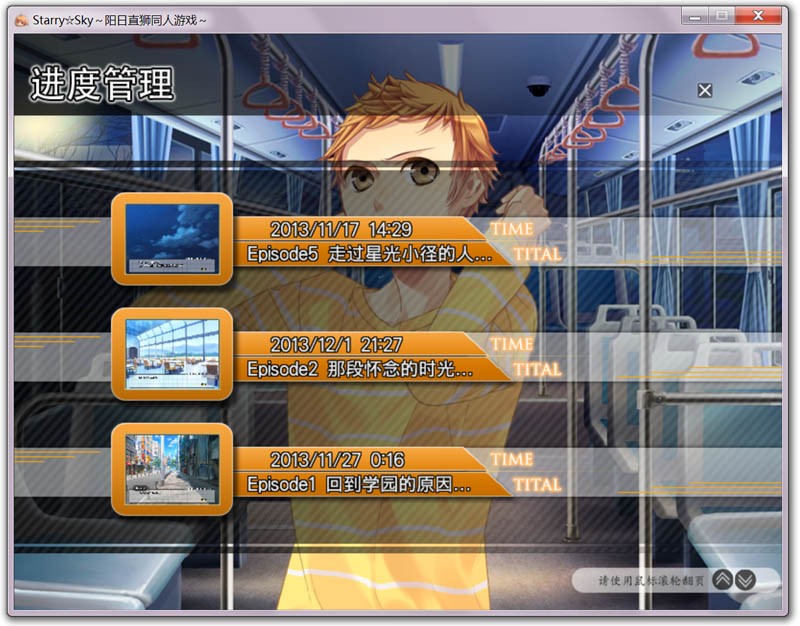 Starry☆Sky～阳日直狮同人游戏～
进度管理
2013/11/17 14:29 TIME
Episode5 走过星光小径的人... TITAL
2013/12/1 21:27 TIME
Episode2 那段怀念的时光... TITAL
2013/11/27 0:16 TIME
Episode1 回到学园的原因... TITAL
请使用鼠标滚轮翻页